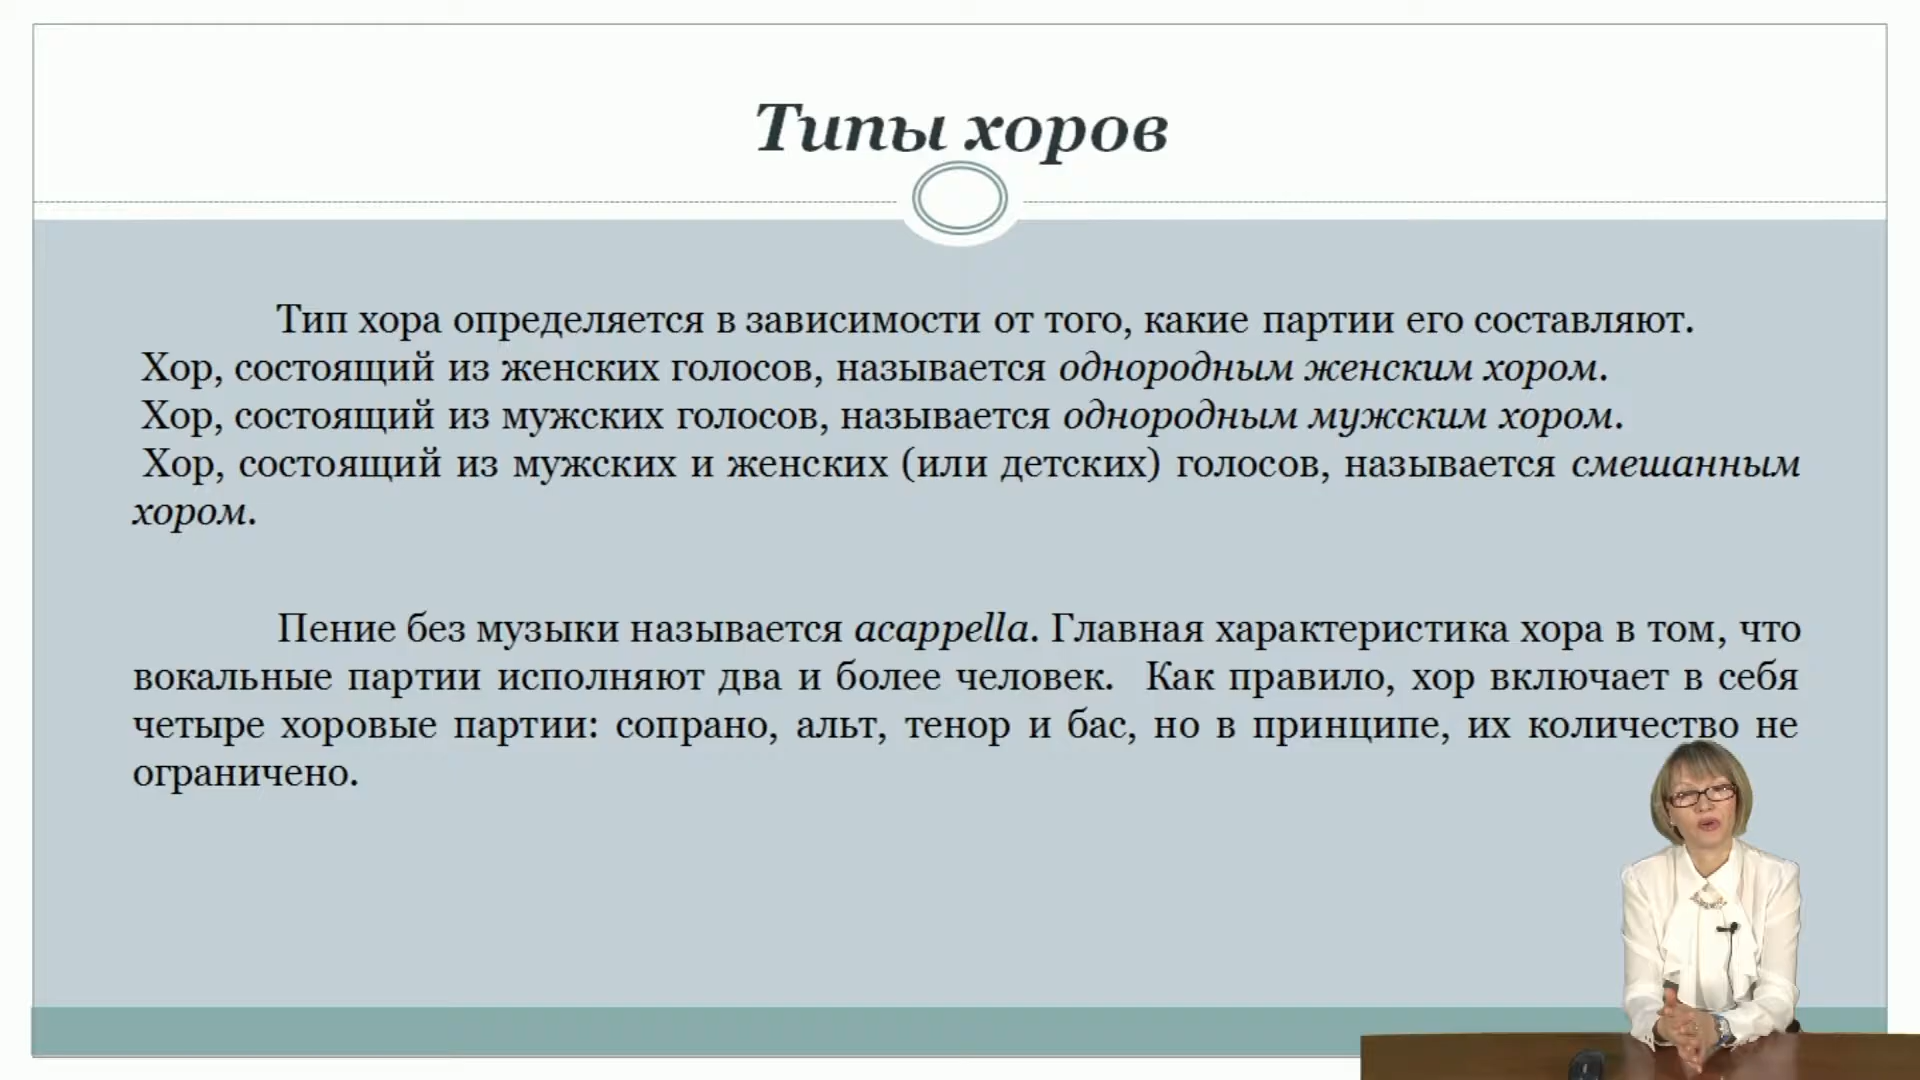 Типы хоров
Тип хора определяется в зависимости от того, какие партии его составляют.
Хор, состоящий из женских голосов, называется однородным женским хором.
Хор, состоящий из мужских голосов, называется однородным мужским хором.
Хор, состоящий из мужских и женских (или детских) голосов, называется смешанным
хором.
Пение без музыки называется acappella. Главная характеристика хора в том, что
вокальные партии исполняют два и более человек. Как правило, хор включает в себя
четыре хоровые партии: сопрано, альт, тенор и бас, но в принципе, их количество не
ограничено.